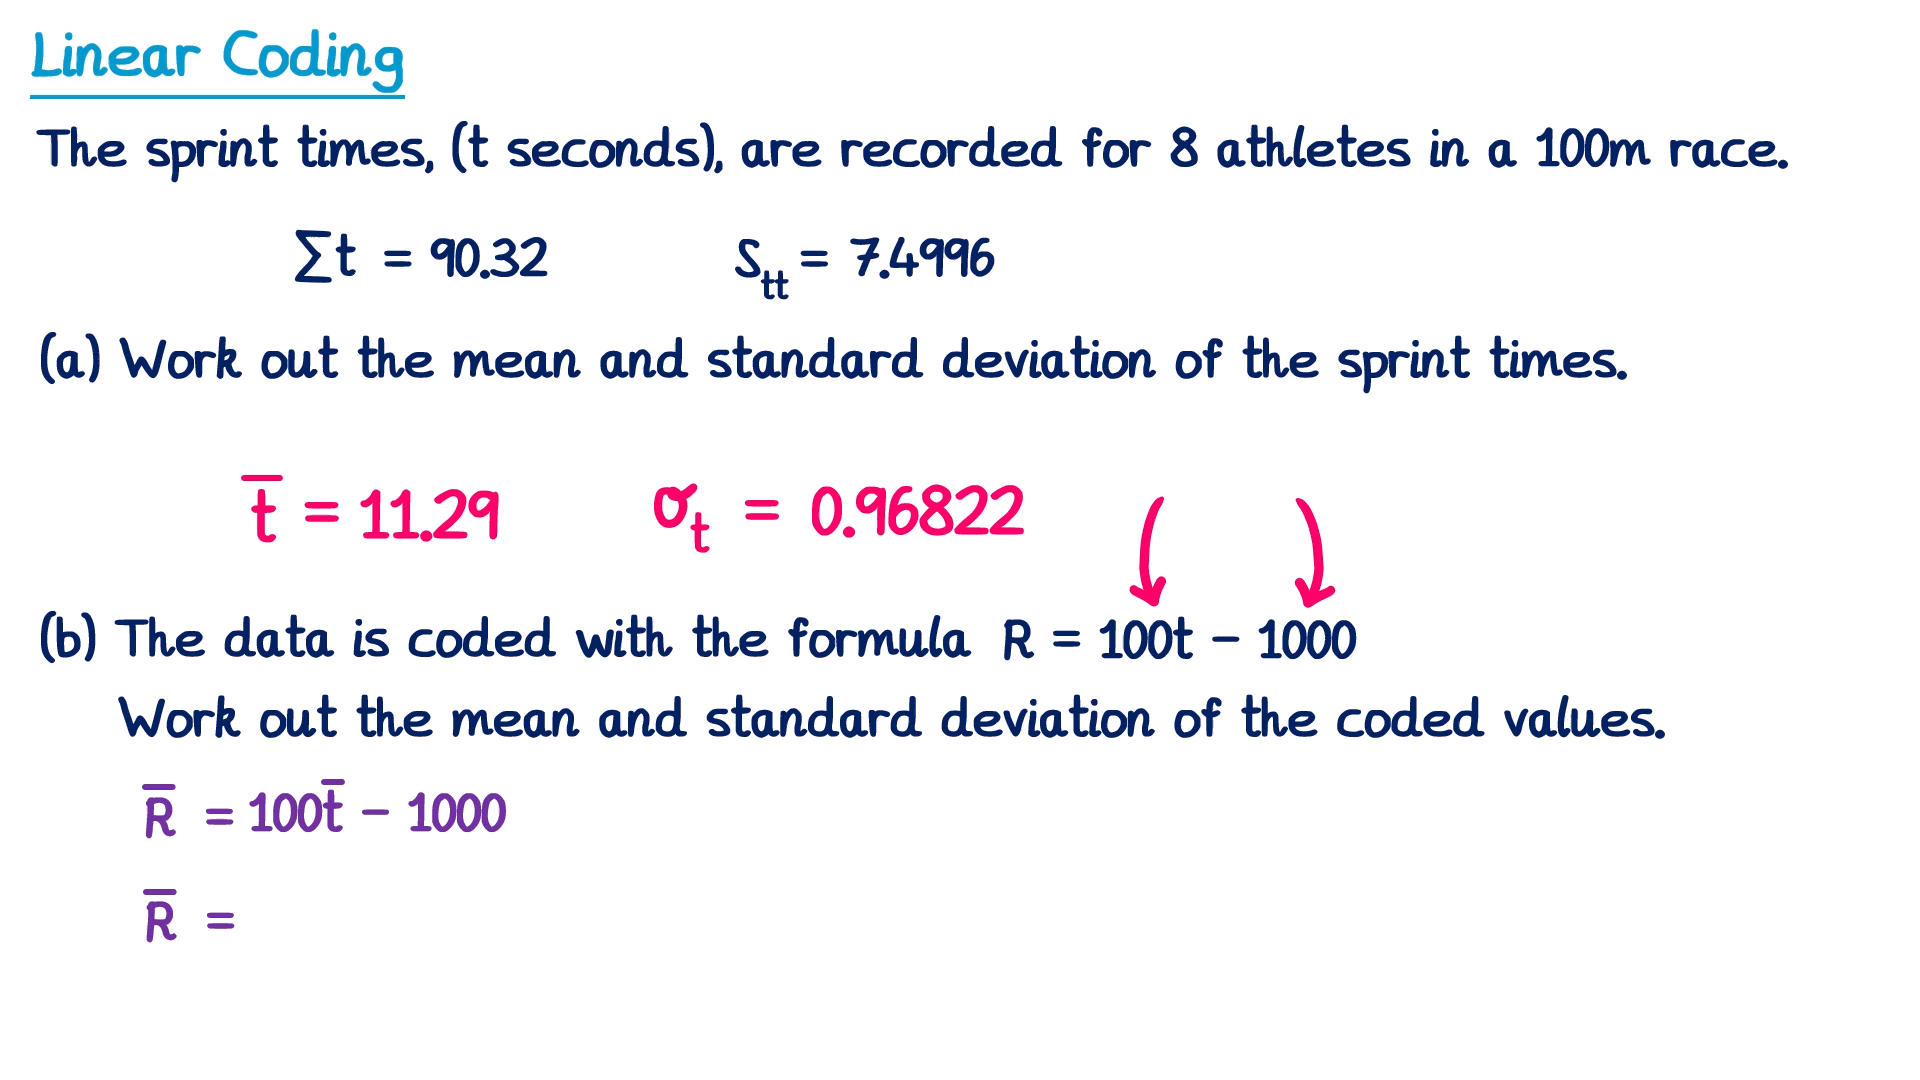 Linear Coding
The sprint times, (t seconds), are recorded for 8 athletes in a 100m race.
∑t = 90.32 Stt = 7.4996
(a) Work out the mean and standard deviation of the sprint times.
t̅ = 11.29 σt = 0.96822
(b) The data is coded with the formula R = 100t − 1000
Work out the mean and standard deviation of the coded values.
R̅ = 100t̅ − 1000
R̅ =